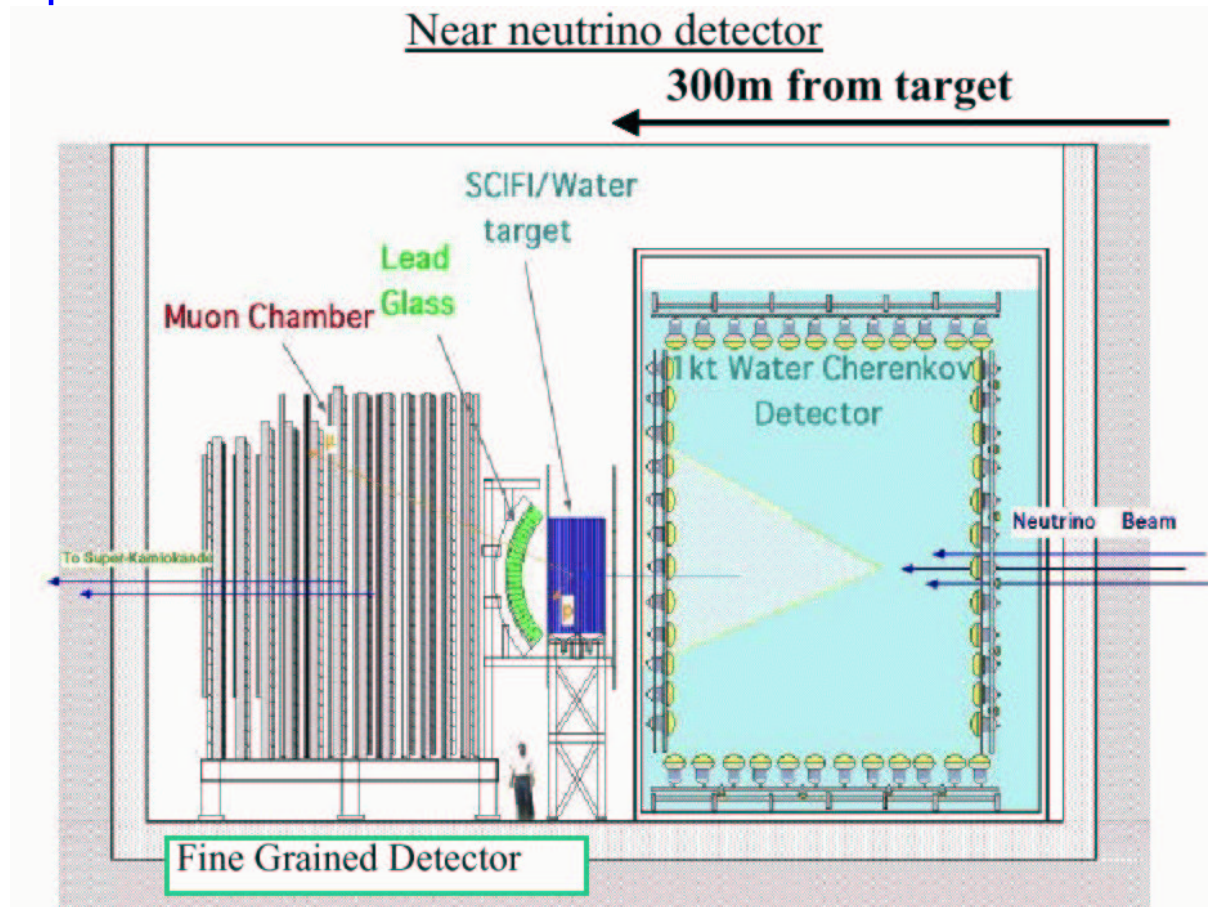 Near neutrino detector
300m from target
SCIFI/Water
target
Lead
Glass
Muon Chamber
1kt Water Cherenkov
Detector
μ
p
Neutrino Beam
To Super-Kamiokande
Fine Grained Detector